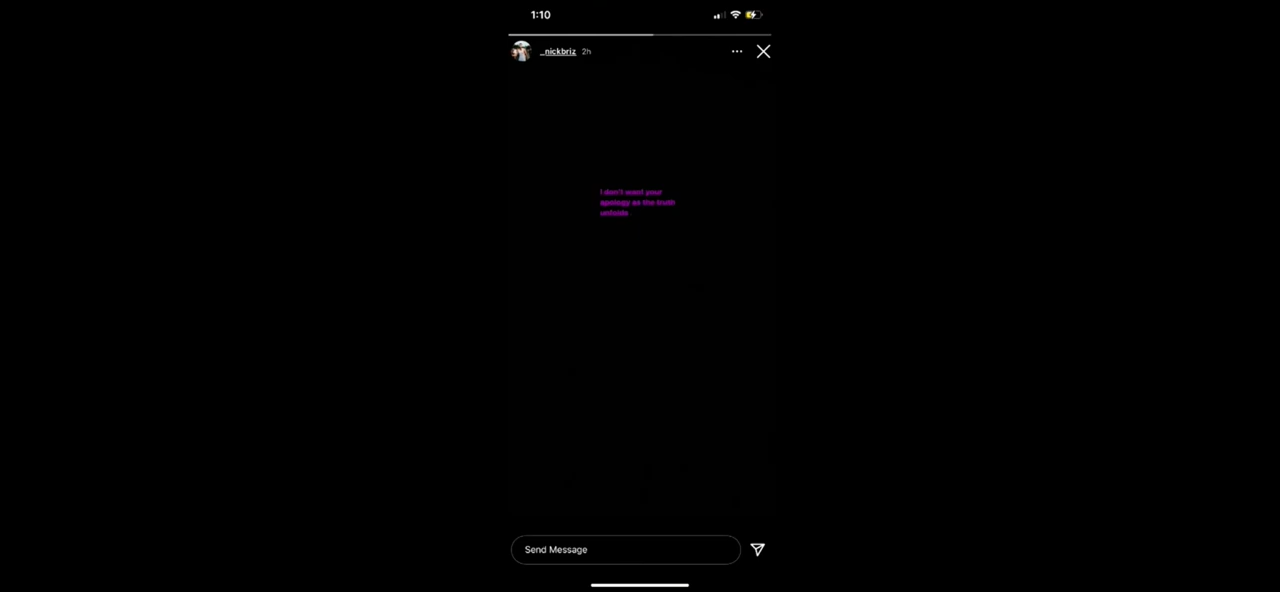 1:10
_nickbriz 2h
I don't want your
apology as the truth
unfolds
Send Message